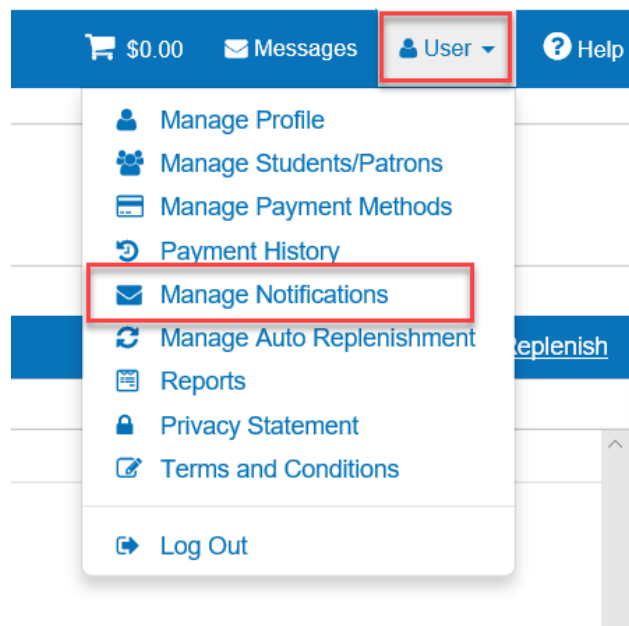 $0.00 Messages User Help
Manage Profile
Manage Students/Patrons
Manage Payment Methods
Payment History
Manage Notifications
Manage Auto Replenishment
Reports
Privacy Statement
Terms and Conditions
Log Out